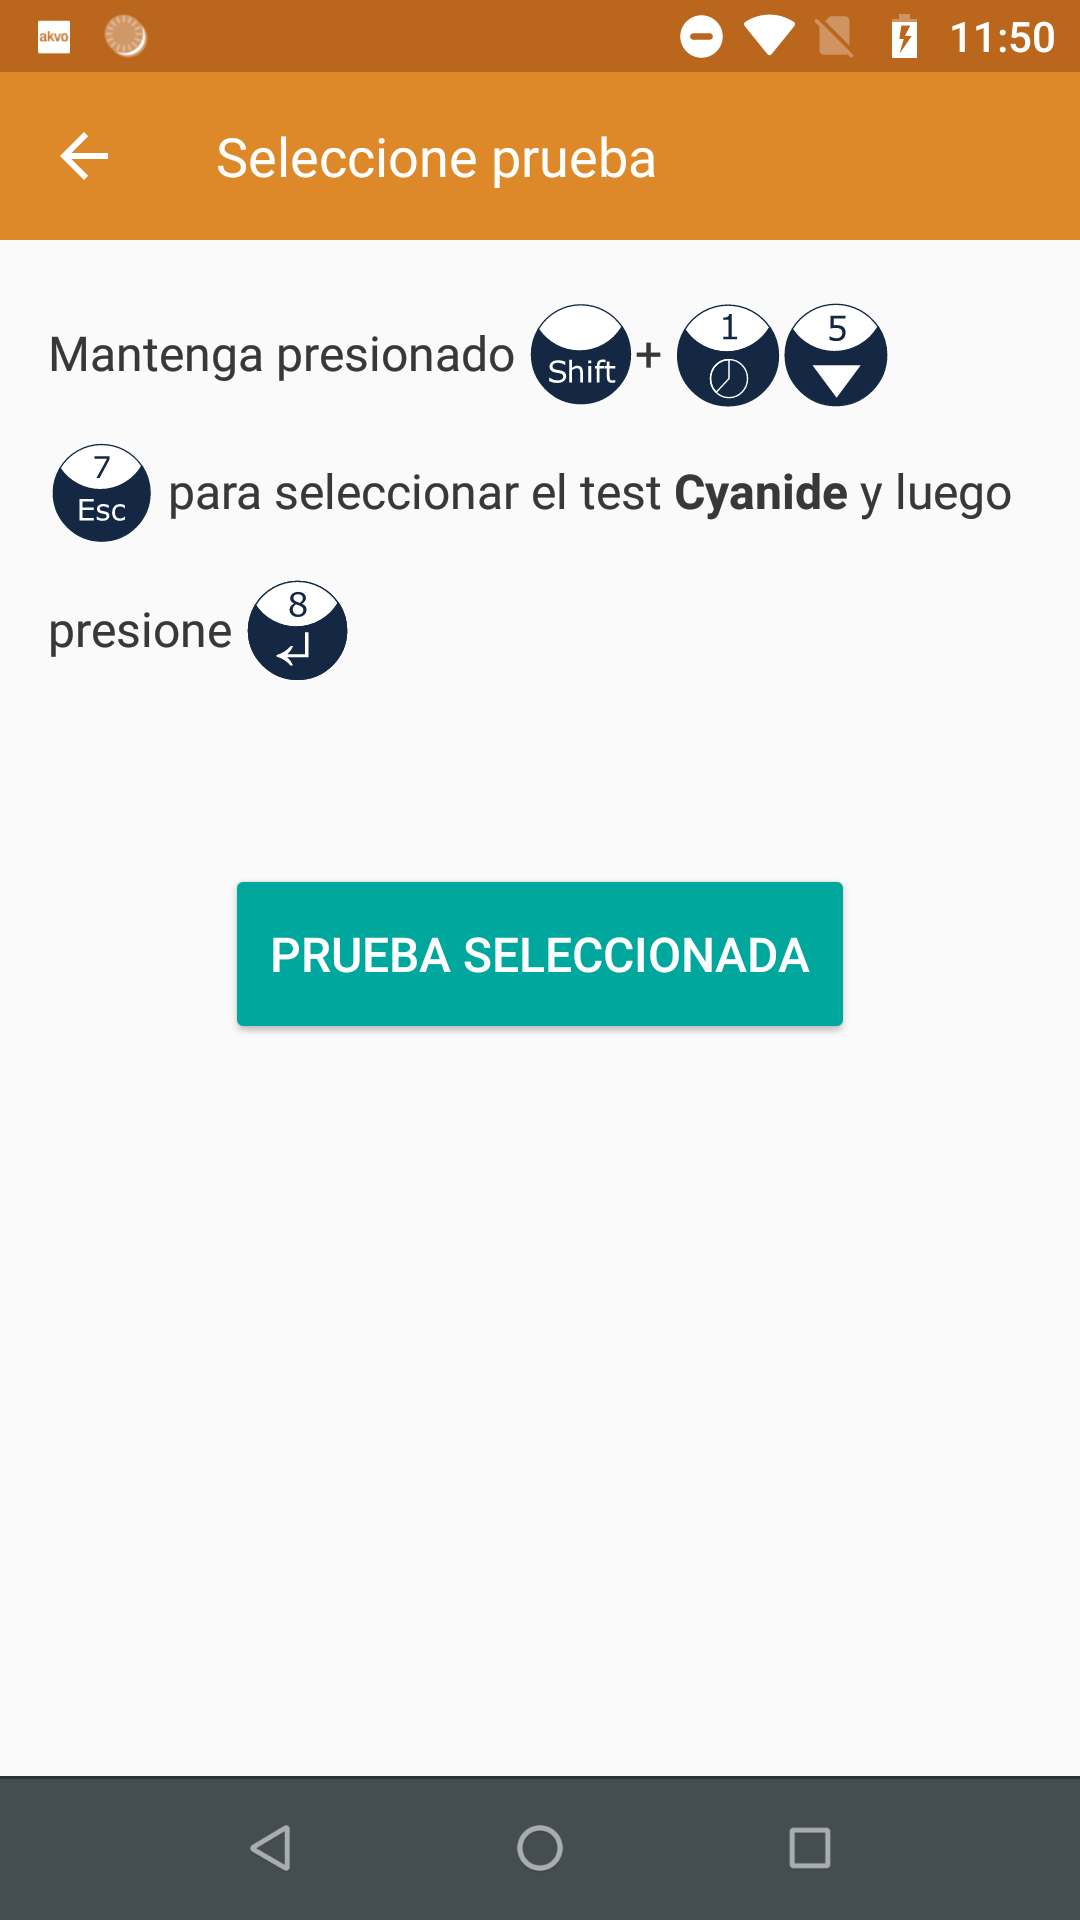 akvo 11:50
Seleccione prueba
Mantenga presionado Shift + 1 5
7 Esc para seleccionar el test Cyanide y luego
presione 8
PRUEBA SELECCIONADA